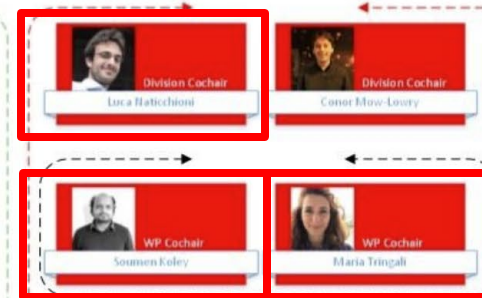 Division Cochair
Luca Naticchioni
Division Cochair
Conor Mow-Lowry
WP Cochair
Soumen Koley
WP Cochair
Maria Tringali